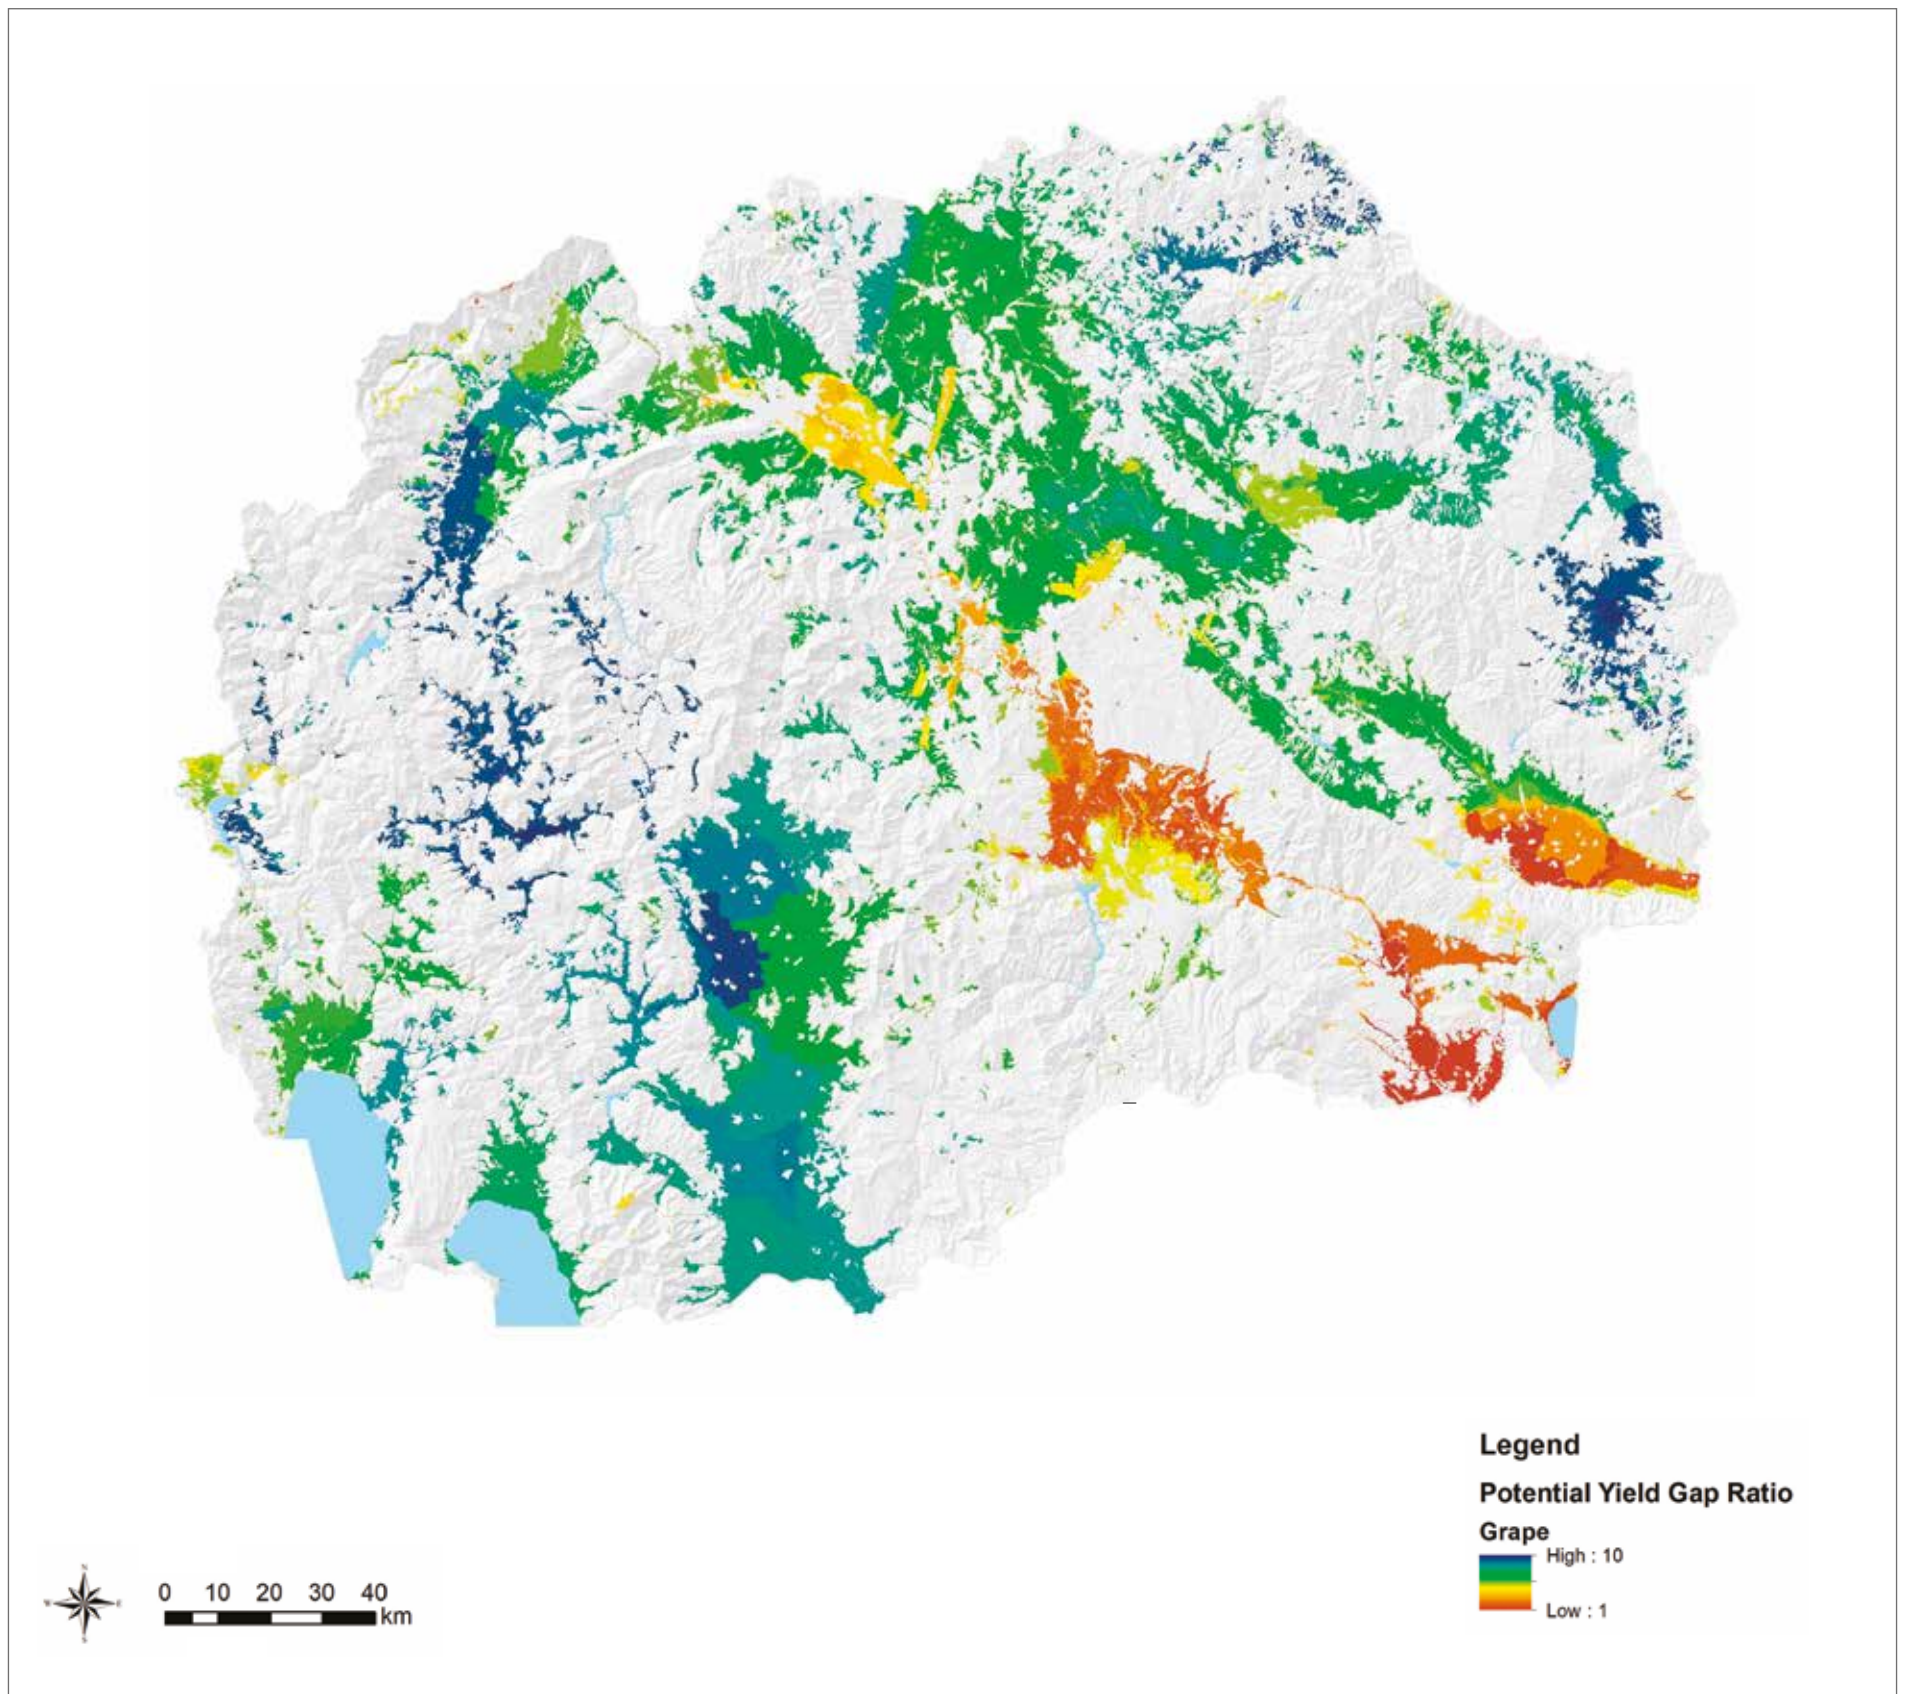 Legend
Potential Yield Gap Ratio
Grape
High : 10
Low : 1
N
W
E
S
0 10 20 30 40
km